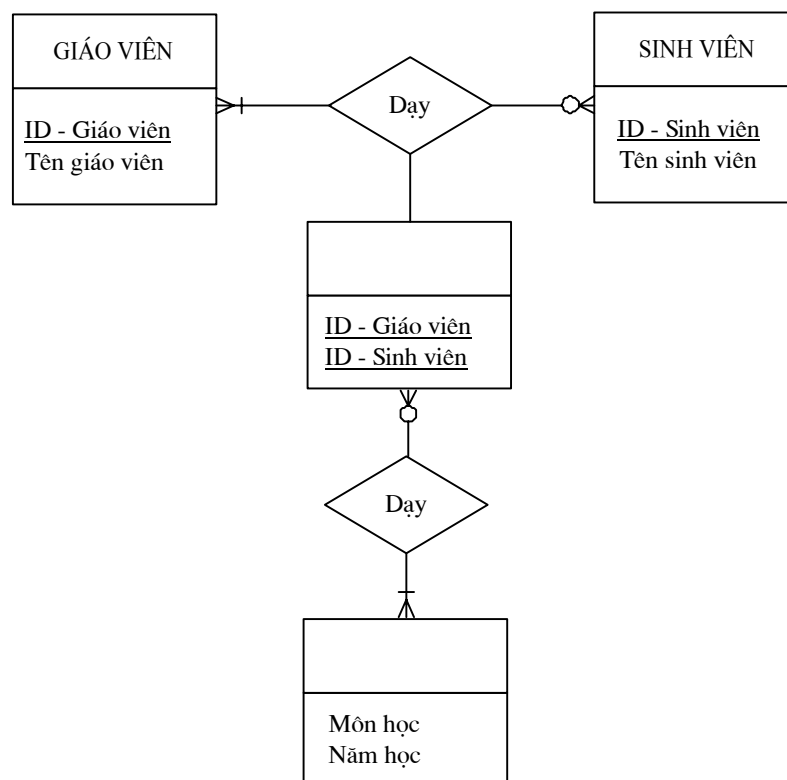 GIÁO VIÊN
ID - Giáo viên
Tên giáo viên
Dạy
SINH VIÊN
ID - Sinh viên
Tên sinh viên
ID - Giáo viên
ID - Sinh viên
Dạy
Môn học
Năm học